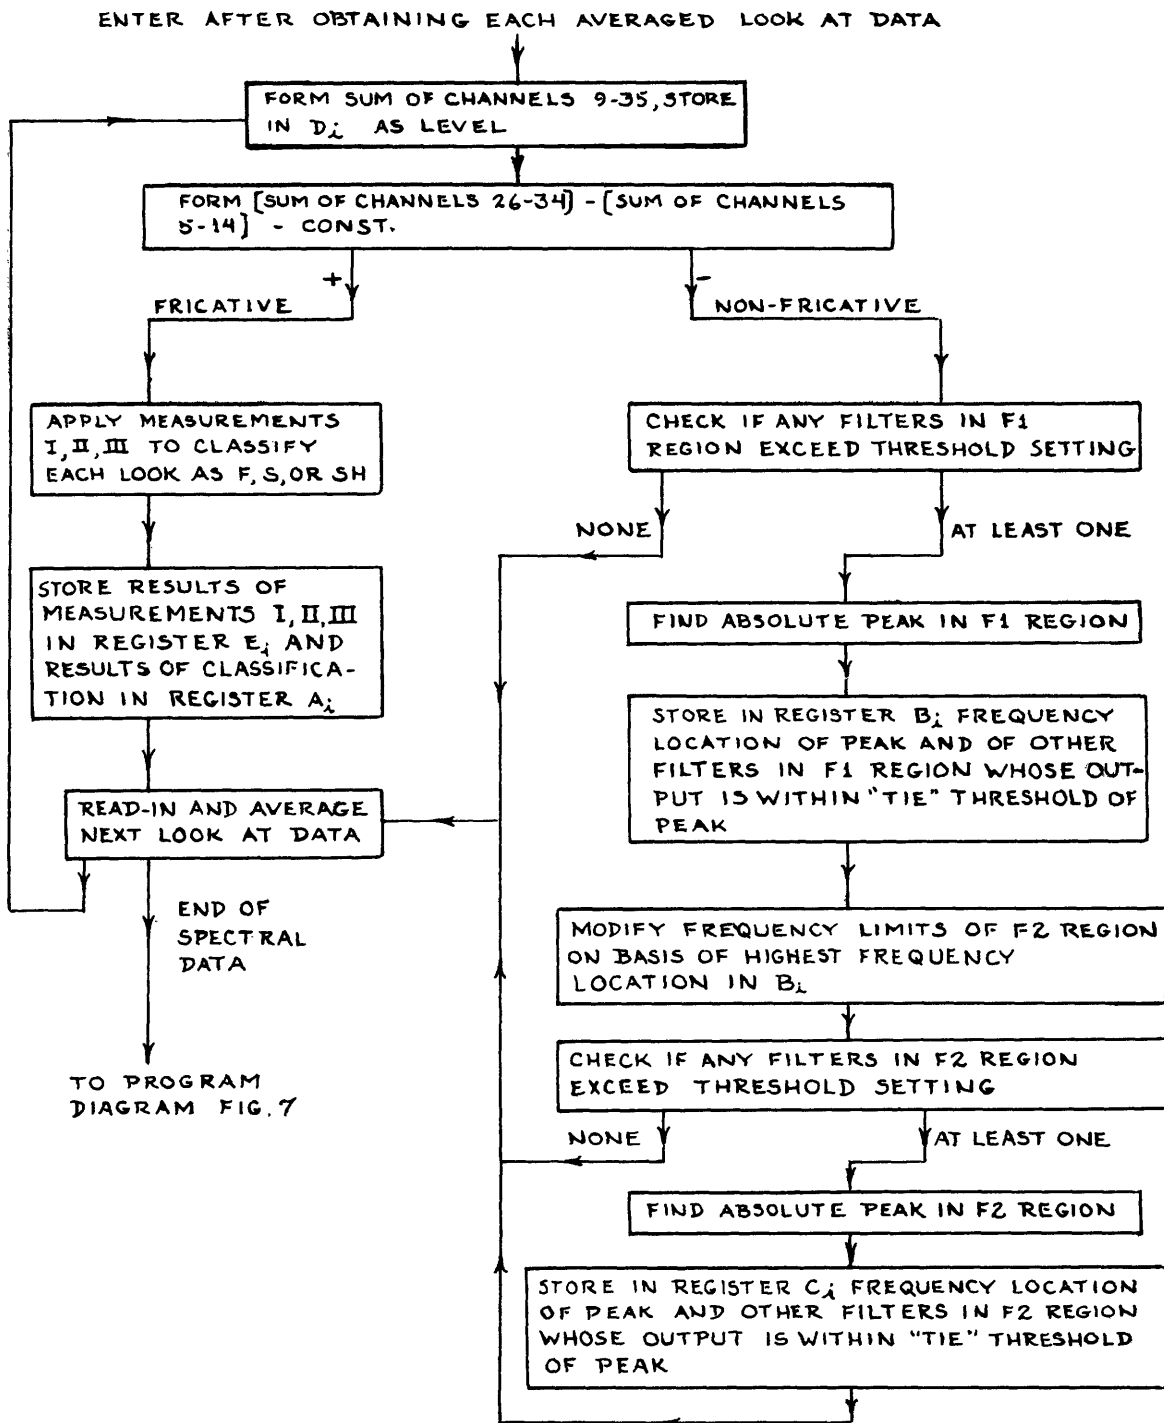 ENTER AFTER OBTAINING EACH AVERAGED LOOK AT DATA
FORM SUM OF CHANNELS 9-35, STORE
IN Di AS LEVEL
FORM [SUM OF CHANNELS 26-34] - [SUM OF CHANNELS
5-14] - CONST.
+
-
FRICATIVE
NON-FRICATIVE
APPLY MEASUREMENTS
I, II, III TO CLASSIFY
EACH LOOK AS F, S, OR SH
STORE RESULTS OF
MEASUREMENTS I, II, III
IN REGISTER Ei AND
RESULTS OF CLASSIFICA-
TION IN REGISTER Ai
READ-IN AND AVERAGE
NEXT LOOK AT DATA
END OF
SPECTRAL
DATA
TO PROGRAM
DIAGRAM FIG. 7
CHECK IF ANY FILTERS IN F1
REGION EXCEED THRESHOLD SETTING
NONE
AT LEAST ONE
FIND ABSOLUTE PEAK IN F1 REGION
STORE IN REGISTER Bi FREQUENCY
LOCATION OF PEAK AND OF OTHER
FILTERS IN F1 REGION WHOSE OUT-
PUT IS WITHIN "TIE" THRESHOLD OF
PEAK
MODIFY FREQUENCY LIMITS OF F2 REGION
ON BASIS OF HIGHEST FREQUENCY
LOCATION IN Bi
CHECK IF ANY FILTERS IN F2 REGION
EXCEED THRESHOLD SETTING
NONE
AT LEAST ONE
FIND ABSOLUTE PEAK IN F2 REGION
STORE IN REGISTER Ci FREQUENCY LOCATION
OF PEAK AND OTHER FILTERS IN F2 REGION
WHOSE OUTPUT IS WITHIN "TIE" THRESHOLD
OF PEAK